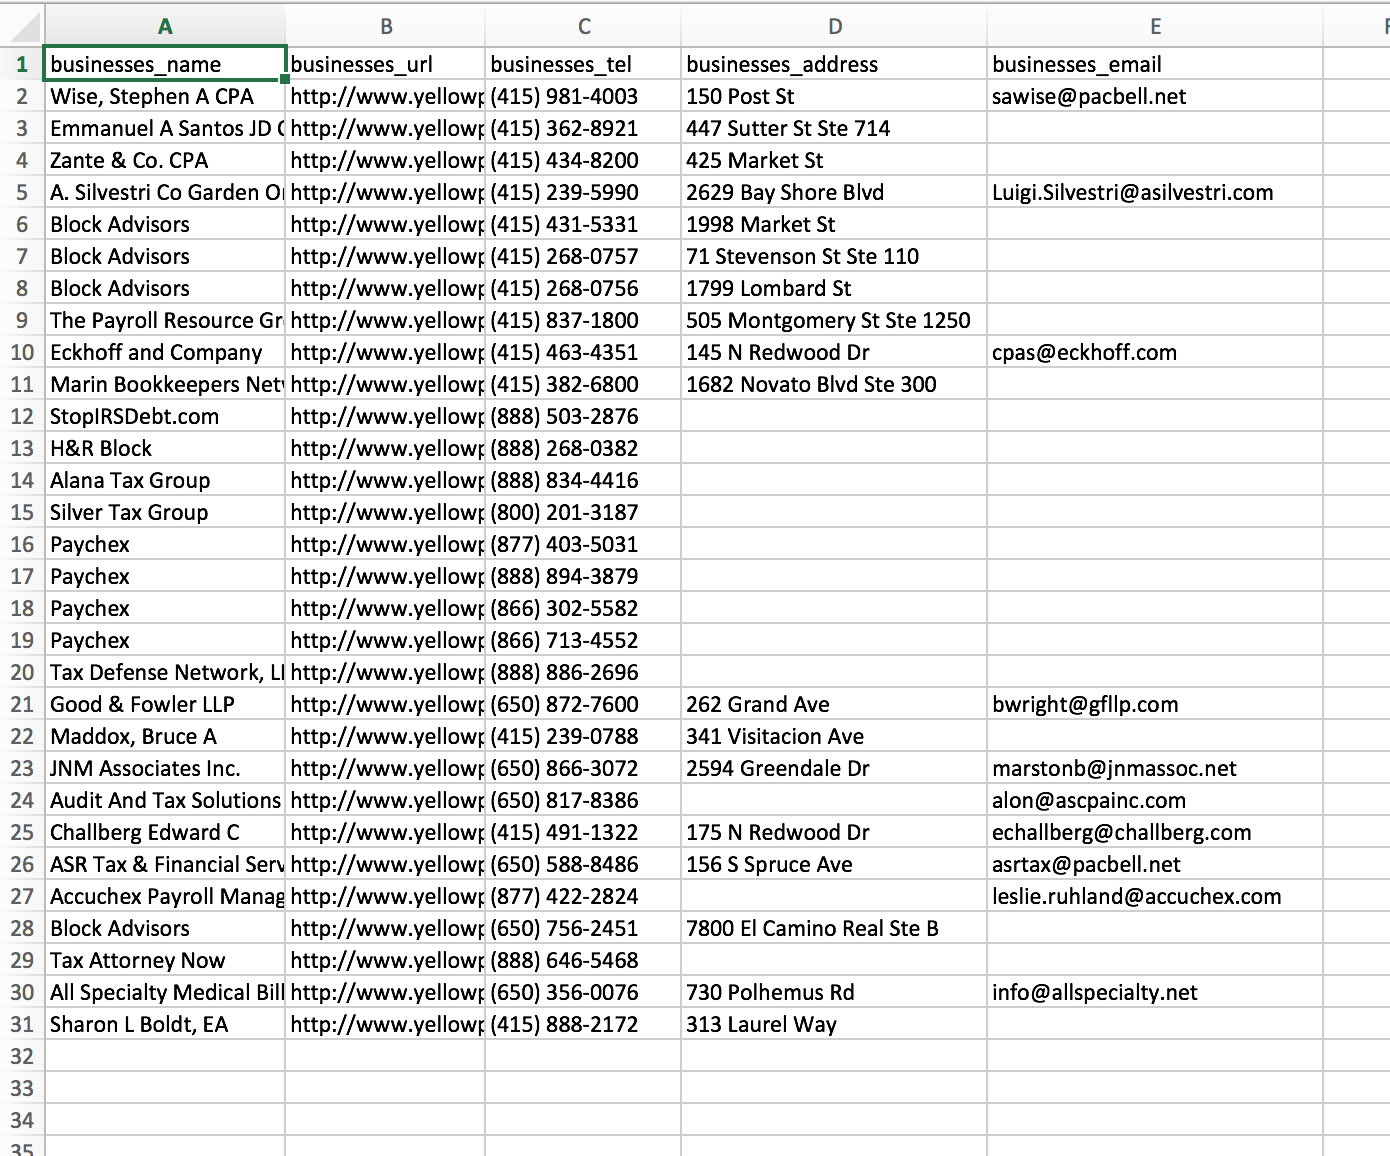 A B C D E F
1 businesses_name businesses_url businesses_tel businesses_address businesses_email
2 Wise, Stephen A CPA http://www.yellowp (415) 981-4003 150 Post St sawise@pacbell.net
3 Emmanuel A Santos JD C http://www.yellowp (415) 362-8921 447 Sutter St Ste 714
4 Zante & Co. CPA http://www.yellowp (415) 434-8200 425 Market St
5 A. Silvestri Co Garden Or http://www.yellowp (415) 239-5990 2629 Bay Shore Blvd Luigi.Silvestri@asilvestri.com
6 Block Advisors http://www.yellowp (415) 431-5331 1998 Market St
7 Block Advisors http://www.yellowp (415) 268-0757 71 Stevenson St Ste 110
8 Block Advisors http://www.yellowp (415) 268-0756 1799 Lombard St
9 The Payroll Resource Gr http://www.yellowp (415) 837-1800 505 Montgomery St Ste 1250
10 Eckhoff and Company http://www.yellowp (415) 463-4351 145 N Redwood Dr cpas@eckhoff.com
11 Marin Bookkeepers Netw http://www.yellowp (415) 382-6800 1682 Novato Blvd Ste 300
12 StopIRSDebt.com http://www.yellowp (888) 503-2876
13 H&R Block http://www.yellowp (888) 268-0382
14 Alana Tax Group http://www.yellowp (888) 834-4416
15 Silver Tax Group http://www.yellowp (800) 201-3187
16 Paychex http://www.yellowp (877) 403-5031
17 Paychex http://www.yellowp (888) 894-3879
18 Paychex http://www.yellowp (866) 302-5582
19 Paychex http://www.yellowp (866) 713-4552
20 Tax Defense Network, LL http://www.yellowp (888) 886-2696
21 Good & Fowler LLP http://www.yellowp (650) 872-7600 262 Grand Ave bwright@gfllp.com
22 Maddox, Bruce A http://www.yellowp (415) 239-0788 341 Visitacion Ave
23 JNM Associates Inc. http://www.yellowp (650) 866-3072 2594 Greendale Dr marstonb@jnmassoc.net
24 Audit And Tax Solutions http://www.yellowp (650) 817-8386 alon@ascpainc.com
25 Challberg Edward C http://www.yellowp (415) 491-1322 175 N Redwood Dr echallberg@challberg.com
26 ASR Tax & Financial Serv http://www.yellowp (650) 588-8486 156 S Spruce Ave asrtax@pacbell.net
27 Accuchex Payroll Manag http://www.yellowp (877) 422-2824 leslie.ruhland@accuchex.com
28 Block Advisors http://www.yellowp (650) 756-2451 7800 El Camino Real Ste B
29 Tax Attorney Now http://www.yellowp (888) 646-5468
30 All Specialty Medical Bill http://www.yellowp (650) 356-0076 730 Polhemus Rd info@allspecialty.net
31 Sharon L Boldt, EA http://www.yellowp (415) 888-2172 313 Laurel Way
32
33
34
35